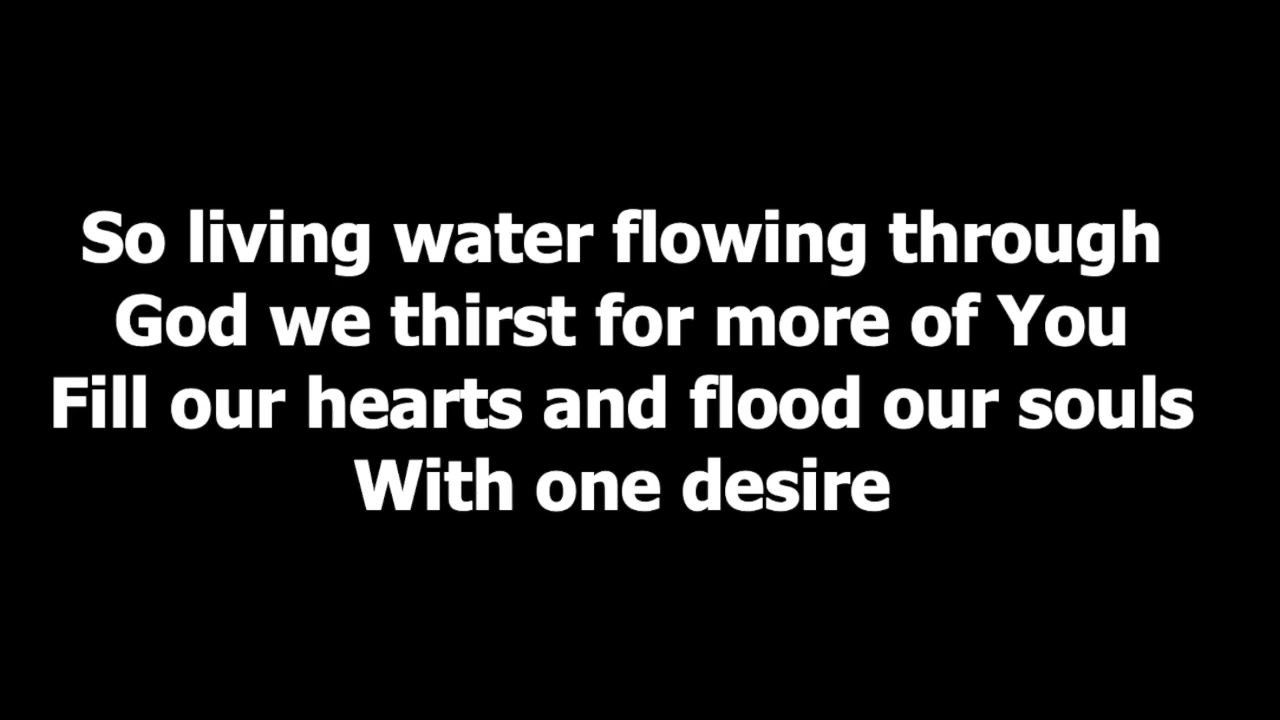 So living water flowing through
God we thirst for more of You
Fill our hearts and flood our souls
With one desire